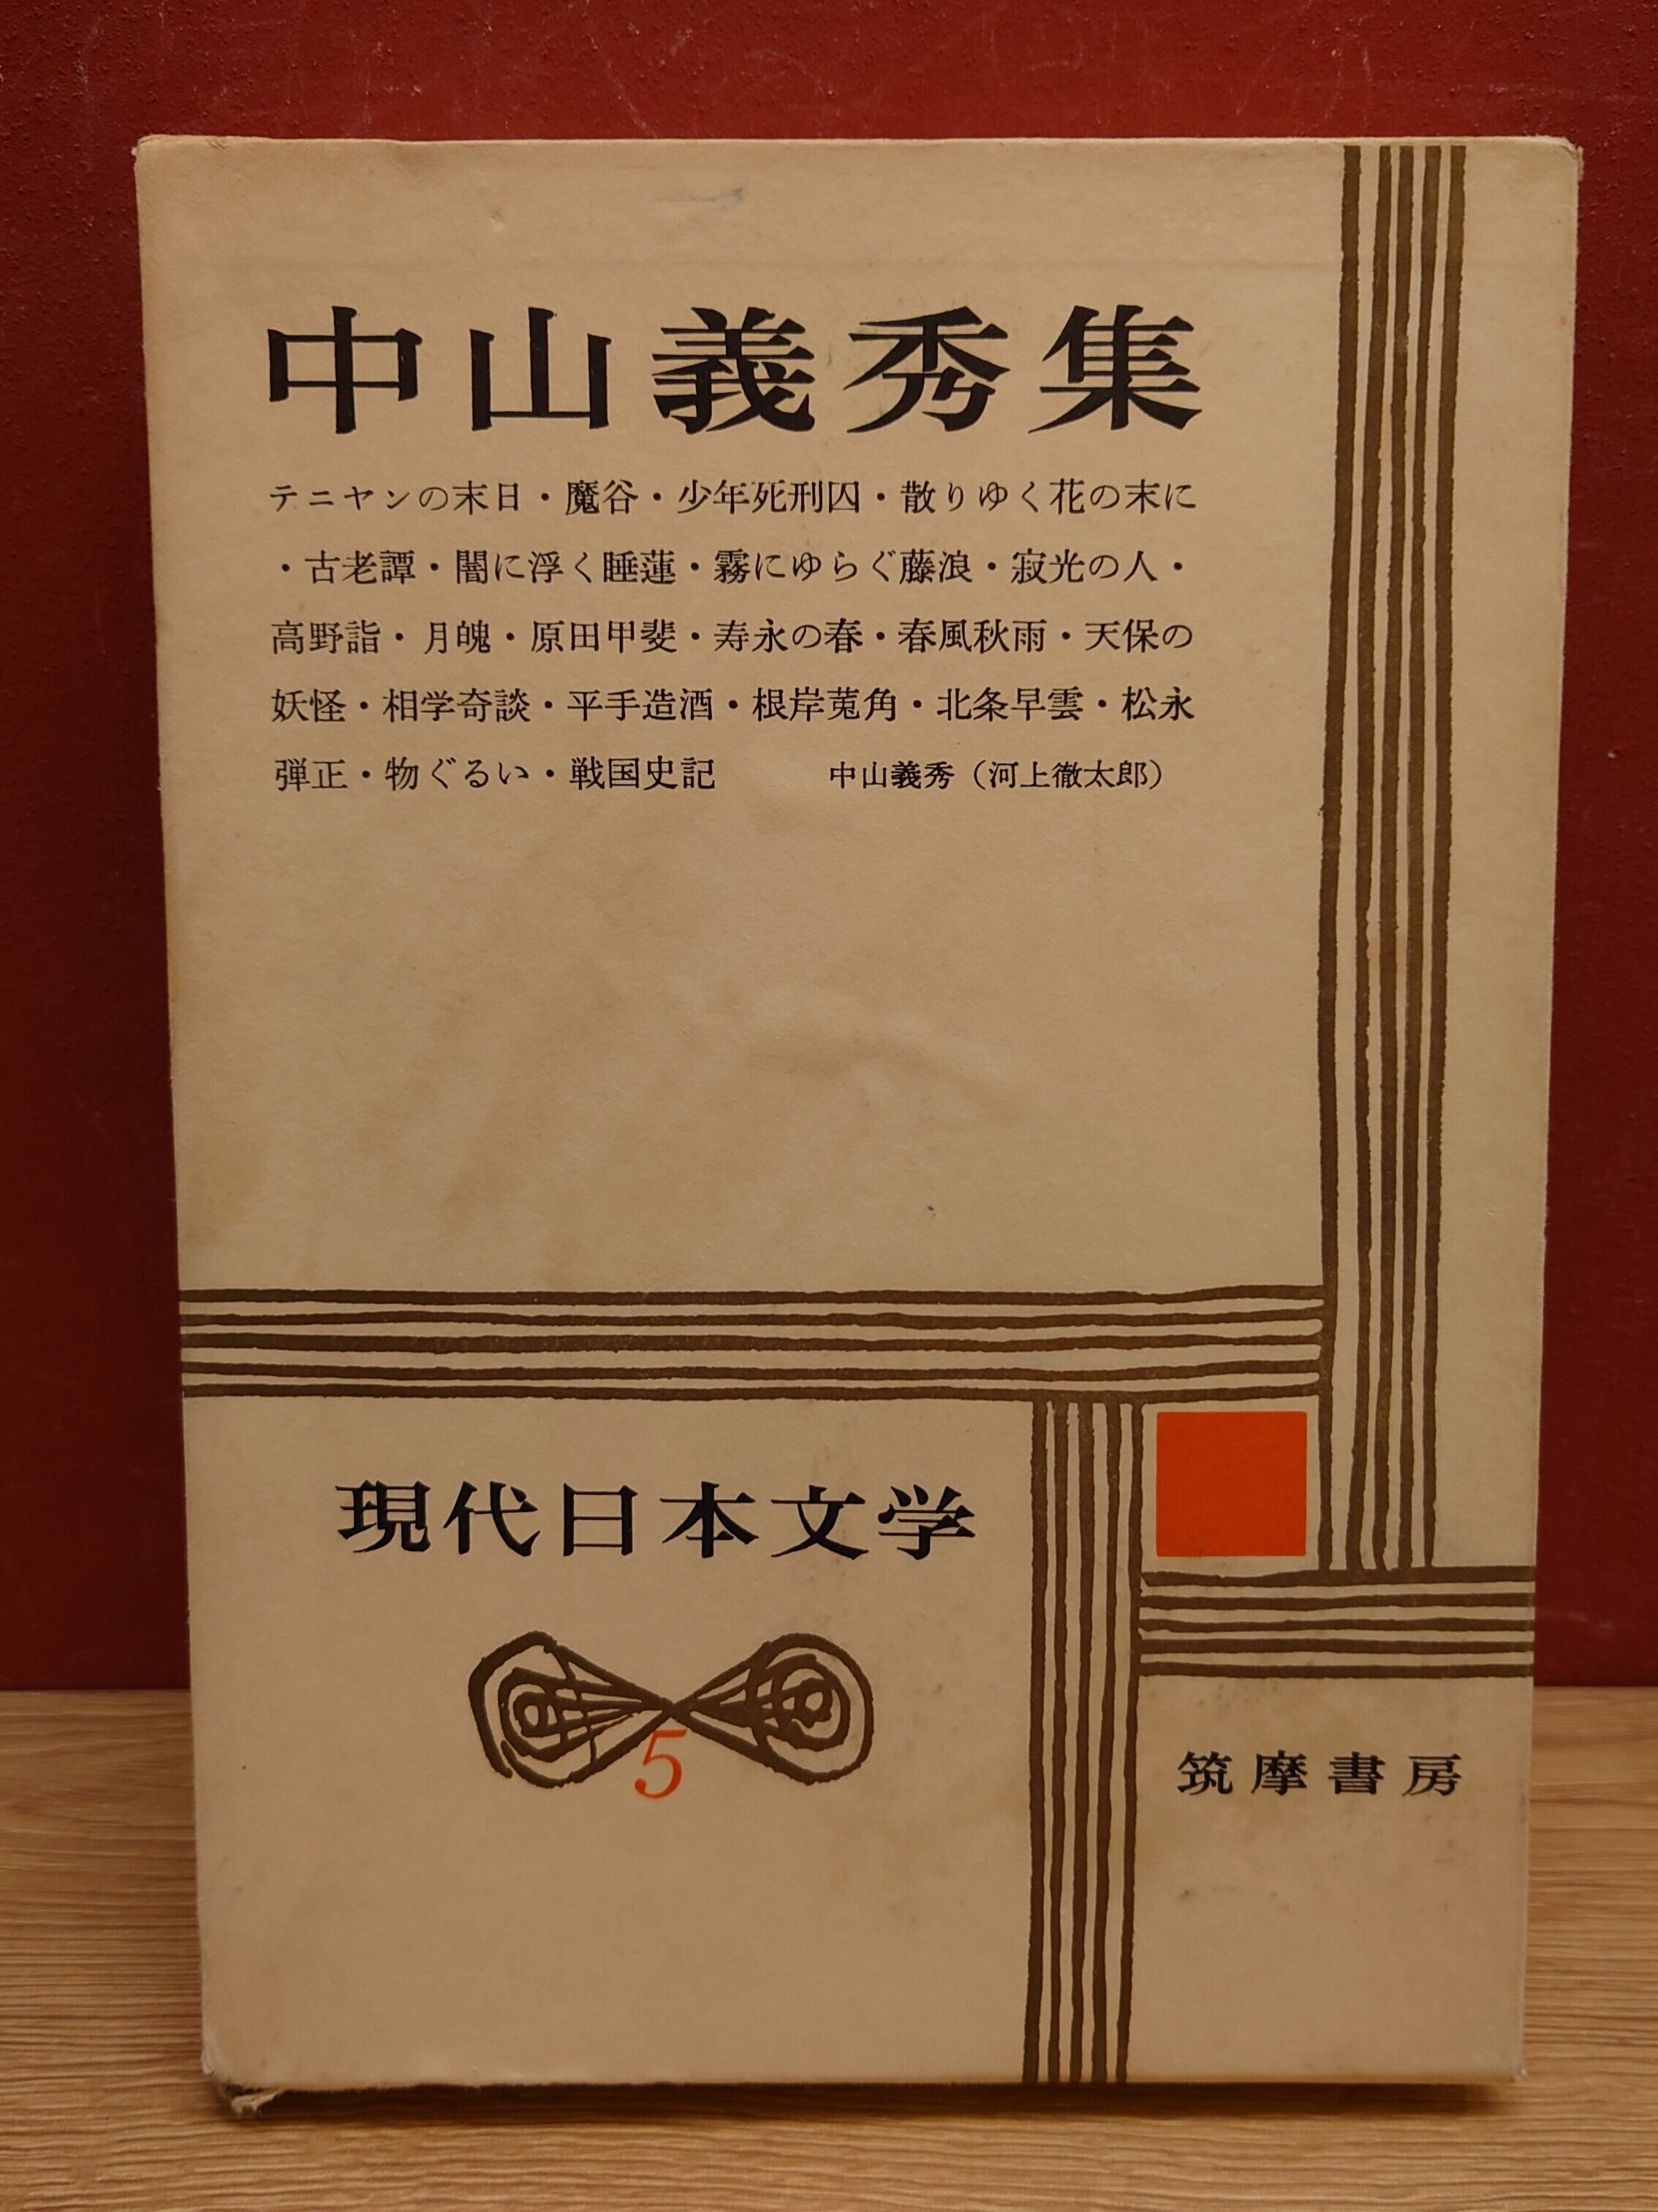 中山義秀集
テニヤンの末日・魔谷・少年死刑囚・散りゆく花の末に
・古老譚・闇に浮く睡蓮・霧にゆらぐ藤浪・寂光の人・
高野詣・月魄・原田甲斐・寿永の春・春風秋雨・天保の
妖怪・相学奇談・平手造酒・根岸菟角・北条早雲・松永
弾正・物ぐるい・戦国史記　　中山義秀（河上徹太郎）
現代日本文学
5
筑摩書房